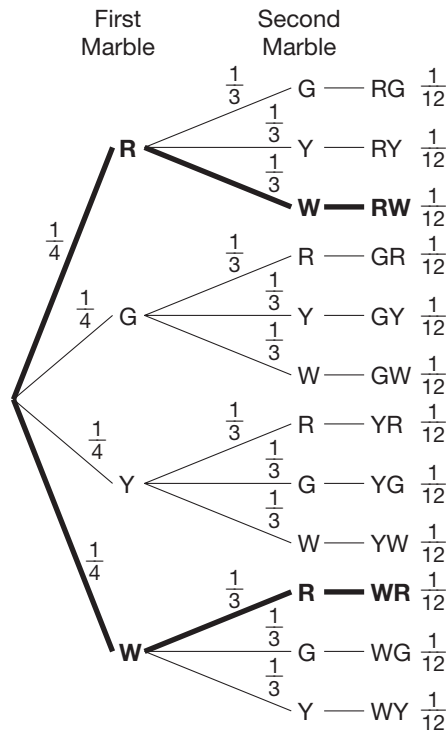 First Marble
Second Marble
1/3 G RG 1/12
1/3 Y RY 1/12
R
1/3 W RW 1/12
1/4
1/3 R GR 1/12
1/4 G
1/3 Y GY 1/12
1/3 W GW 1/12
1/3 R YR 1/12
1/4 Y
1/3 G YG 1/12
1/3 W YW 1/12
1/4
1/3 R WR 1/12
W
1/3 G WG 1/12
1/3 Y WY 1/12